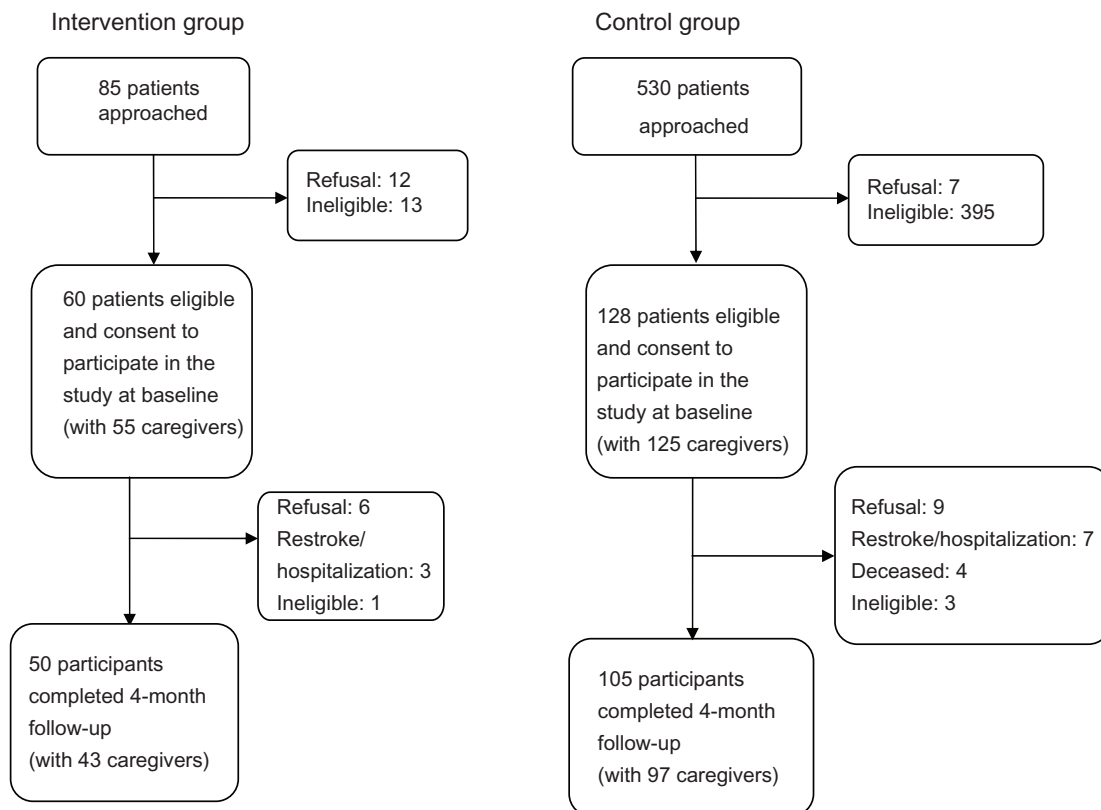 Intervention group
85 patients
approached
Refusal: 12
Ineligible: 13
60 patients eligible
and consent to
participate in the
study at baseline
(with 55 caregivers)
Refusal: 6
Restroke/
hospitalization: 3
Ineligible: 1
50 participants
completed 4-month
follow-up
(with 43 caregivers)
Control group
530 patients
approached
Refusal: 7
Ineligible: 395
128 patients eligible
and consent to
participate in the
study at baseline
(with 125 caregivers)
Refusal: 9
Restroke/hospitalization: 7
Deceased: 4
Ineligible: 3
105 participants
completed 4-month
follow-up
(with 97 caregivers)